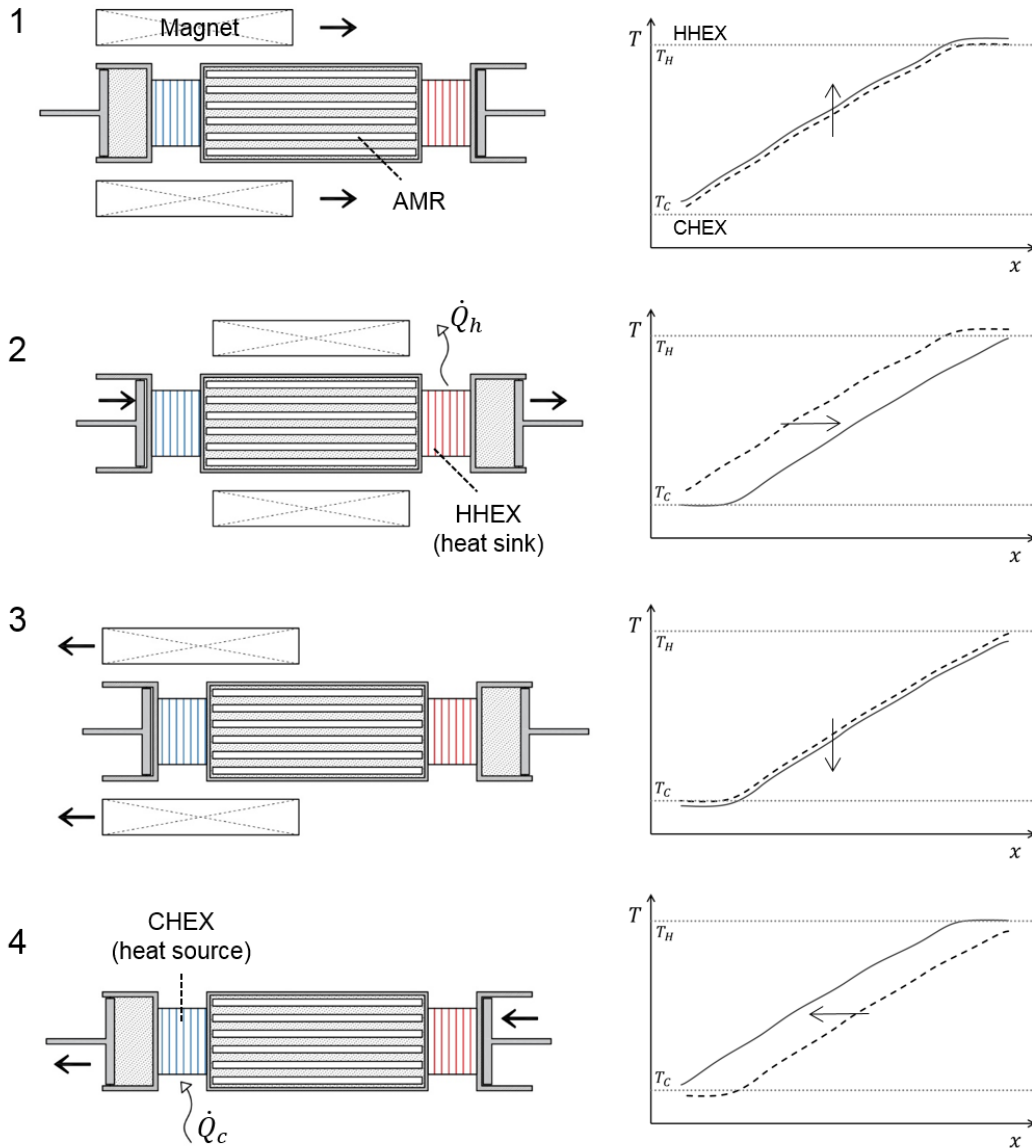 1
Magnet
AMR
T
HHEX
T_H
T_C
CHEX
x
2
Q̇_h
HHEX
(heat sink)
T
T_H
T_C
x
3
T
T_H
T_C
x
4
CHEX
(heat source)
Q̇_c
T
T_H
T_C
x